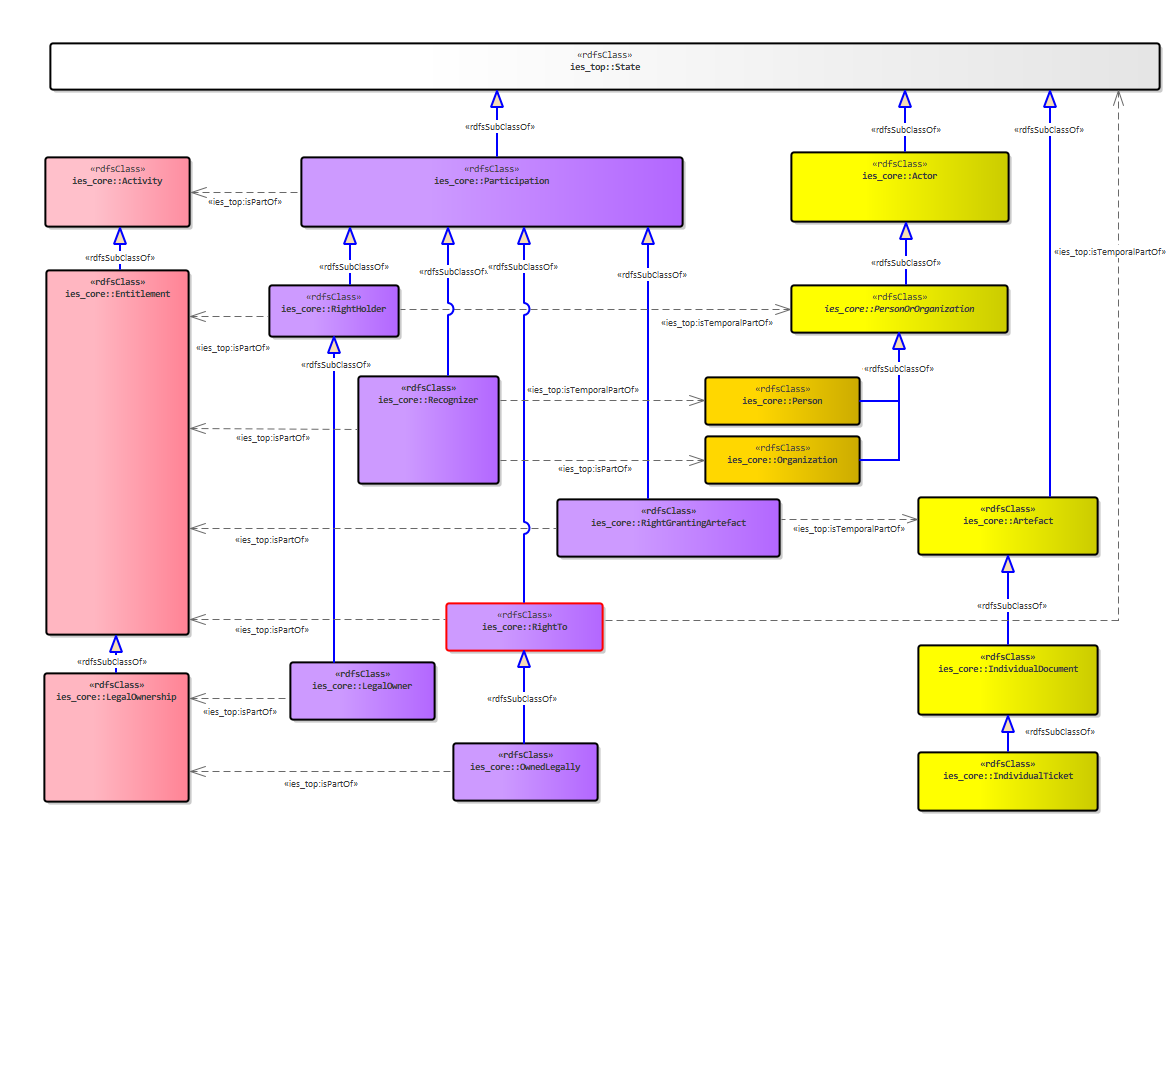 «rdfsClass»
ies_top::State
«rdfsSubClassOf»
«rdfsSubClassOf»
«rdfsSubClassOf»
«rdfsClass»
ies_core::Activity
«rdfsClass»
ies_core::Participation
«rdfsClass»
ies_core::Actor
«ies_top:isPartOf»
«rdfsSubClassOf»
«rdfsSubClassOf»
«rdfsSubClassOf»
«rdfsSubClassOf»
«rdfsSubClassOf»
«rdfsSubClassOf»
«ies_top:isTemporalPartOf»
«rdfsClass»
ies_core::Entitlement
«rdfsClass»
ies_core::RightHolder
«rdfsClass»
ies_core::PersonOrOrganization
«ies_top:isTemporalPartOf»
«ies_top:isPartOf»
«rdfsSubClassOf»
«rdfsSubClassOf»
«rdfsClass»
ies_core::Recognizer
«ies_top:isTemporalPartOf»
«rdfsClass»
ies_core::Person
«ies_top:isPartOf»
«rdfsClass»
ies_core::Organization
«ies_top:isPartOf»
«rdfsClass»
ies_core::RightGrantingArtefact
«rdfsClass»
ies_core::Artefact
«ies_top:isTemporalPartOf»
«ies_top:isPartOf»
«rdfsSubClassOf»
«rdfsClass»
ies_core::RightTo
«ies_top:isPartOf»
«rdfsSubClassOf»
«rdfsClass»
ies_core::IndividualDocument
«rdfsClass»
ies_core::LegalOwnership
«rdfsClass»
ies_core::LegalOwner
«rdfsSubClassOf»
«ies_top:isPartOf»
«rdfsSubClassOf»
«rdfsClass»
ies_core::OwnedLegally
«rdfsClass»
ies_core::IndividualTicket
«ies_top:isPartOf»